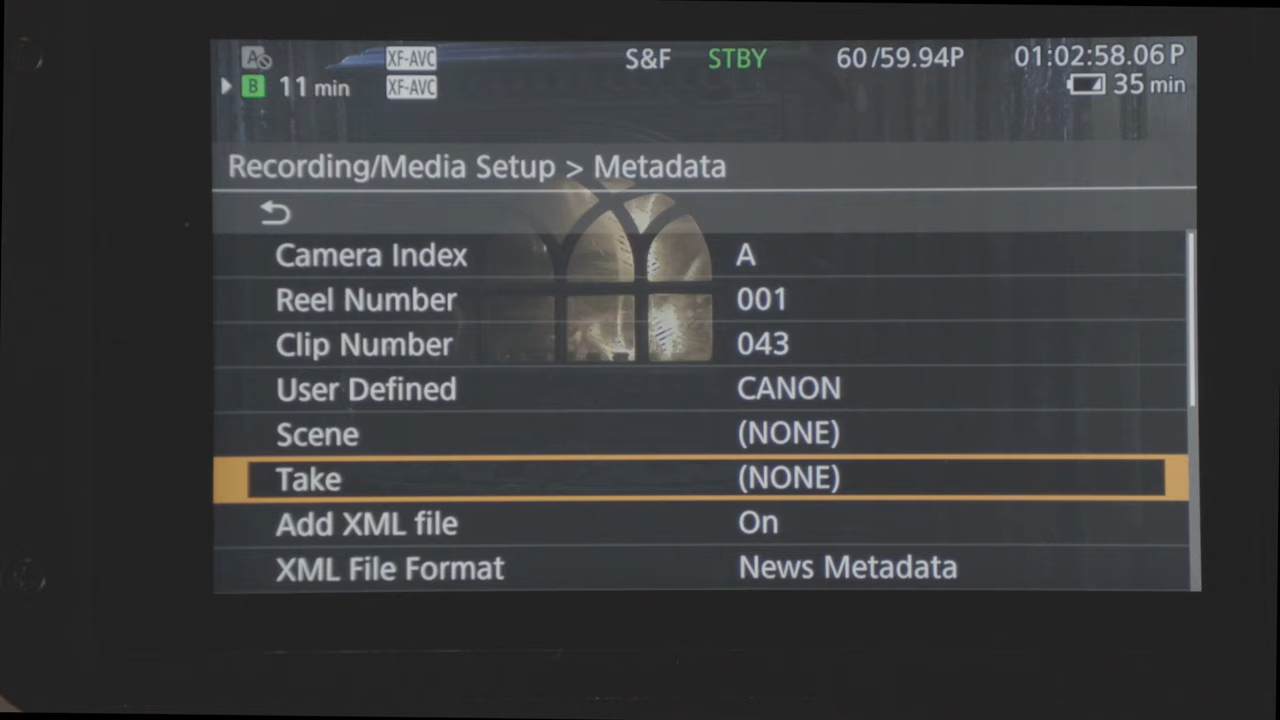 A XF-AVC S&F STBY 60/59.94P 01:02:58.06 P
B 11 min XF-AVC 35 min
Recording/Media Setup > Metadata
Camera Index A
Reel Number 001
Clip Number 043
User Defined CANON
Scene (NONE)
Take (NONE)
Add XML file On
XML File Format News Metadata